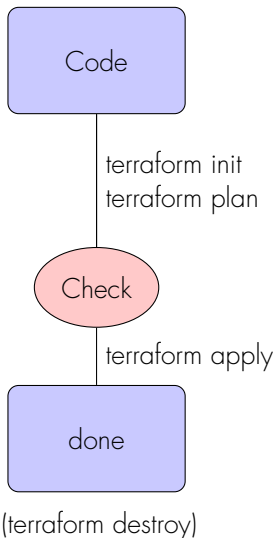 Code
terraform init
terraform plan
Check
terraform apply
done
(terraform destroy)